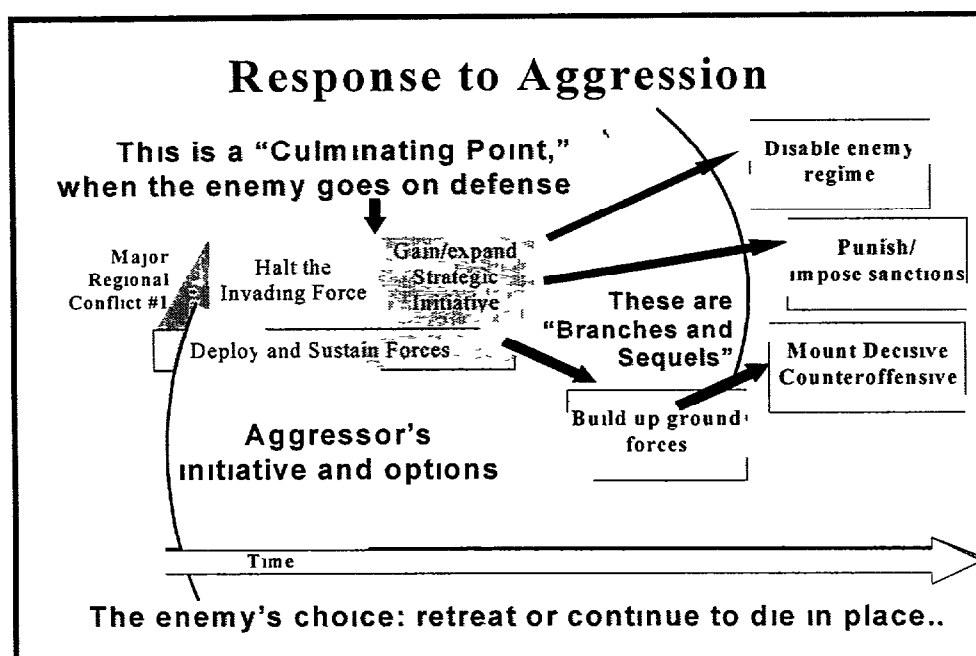 Response to Aggression
This is a “Culminating Point,”
when the enemy goes on defense
Disable enemy
regime
Major
Regional
Conflict #1
Halt the
Invading Force
Gain/expand
Strategic
Initiative
Punish/
impose sanctions
These are
“Branches and
Sequels”
Deploy and Sustain Forces
Mount Decisive
Counteroffensive
Build up ground
forces
Aggressor’s
initiative and options
Time
The enemy’s choice: retreat or continue to die in place..